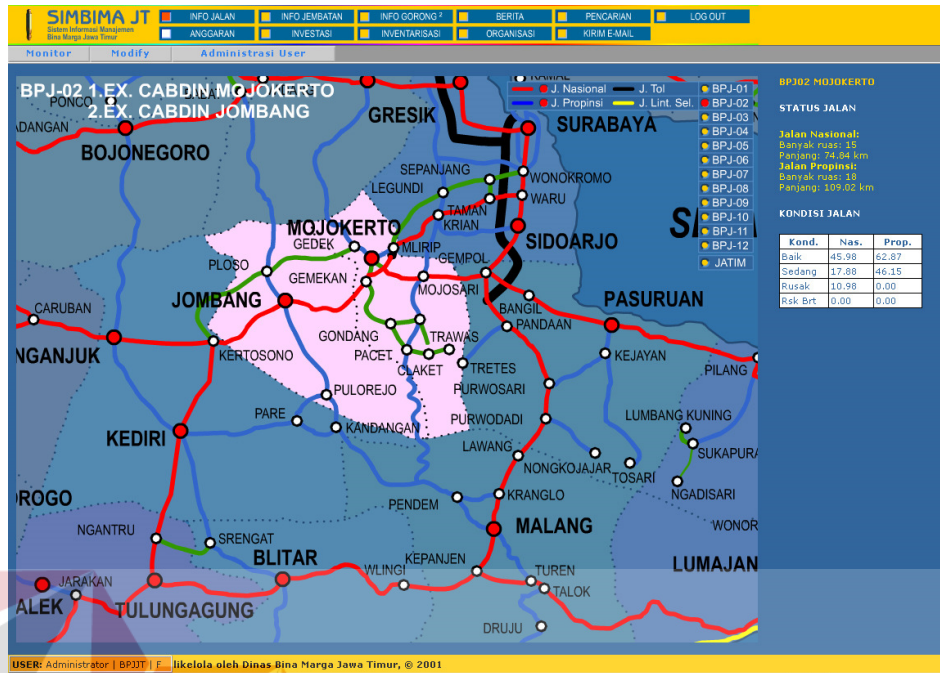 SIMBIMA JT
Sistem Informasi Manajemen
Bina Marga Jawa Timur
INFO JALAN
INFO JEMBATAN
INFO GORONG ²
BERITA
PENCARIAN
LOG OUT
ANGGARAN
INVESTASI
INVENTARISASI
ORGANISASI
KIRIM E-MAIL
Monitor
Modify
Administrasi User
BPJ-02 1.EX. CABDIN MOJOKERTO
2.EX. CABDIN JOMBANG
J. Nasional
J. Tol
J. Propinsi
J. Lint. Sel.
BPJ-01
BPJ-02
BPJ-03
BPJ-04
BPJ-05
BPJ-06
BPJ-07
BPJ-08
BPJ-09
BPJ-10
BPJ-11
BPJ-12
JATIM
PONCO
ADANGAN
BOJONEGORO
GRESIK
KAMAL
SURABAYA
SEPANJANG
WONOKROMO
LEGUNDI
WARU
TAMAN
KRIAN
MOJOKERTO
GEDEK
MLIRIP
SIDOARJO
PLOSO
GEMPOL
GEMEKAN
MOJOSARI
JOMBANG
BANGIL
PASURUAN
CARUBAN
PANDAAN
GONDANG
TRAWAS
NGANJUK
KERTOSONO
PACET
CLAKET
TRETES
KEJAYAN
PILANG
PULOREJO
PURWOSARI
PARE
KANDANGAN
PURWODADI
LUMBANG KUNING
KEDIRI
LAWANG
SUKAPURA
NONGKOJAJAR
TOSARI
OROGO
PENDEM
KRANGLO
NGADISARI
NGANTRU
SRENGAT
MALANG
WONOR
BLITAR
KEPANJEN
LUMAJAN
WLINGI
TUREN
JARAKAN
TALOK
ALEK
TULUNGAGUNG
DRUJU
BPJ02 MOJOKERTO
STATUS JALAN
Jalan Nasional:
Banyak ruas: 15
Panjang: 74.84 km
Jalan Propinsi:
Banyak ruas: 18
Panjang: 109.02 km
KONDISI JALAN
Kond. Nas. Prop.
Baik 45.98 62.87
Sedang 17.88 46.15
Rusak 10.98 0.00
Rsk Brt 0.00 0.00
USER: Administrator | BPJJT | F likelola oleh Dinas Bina Marga Jawa Timur, © 2001